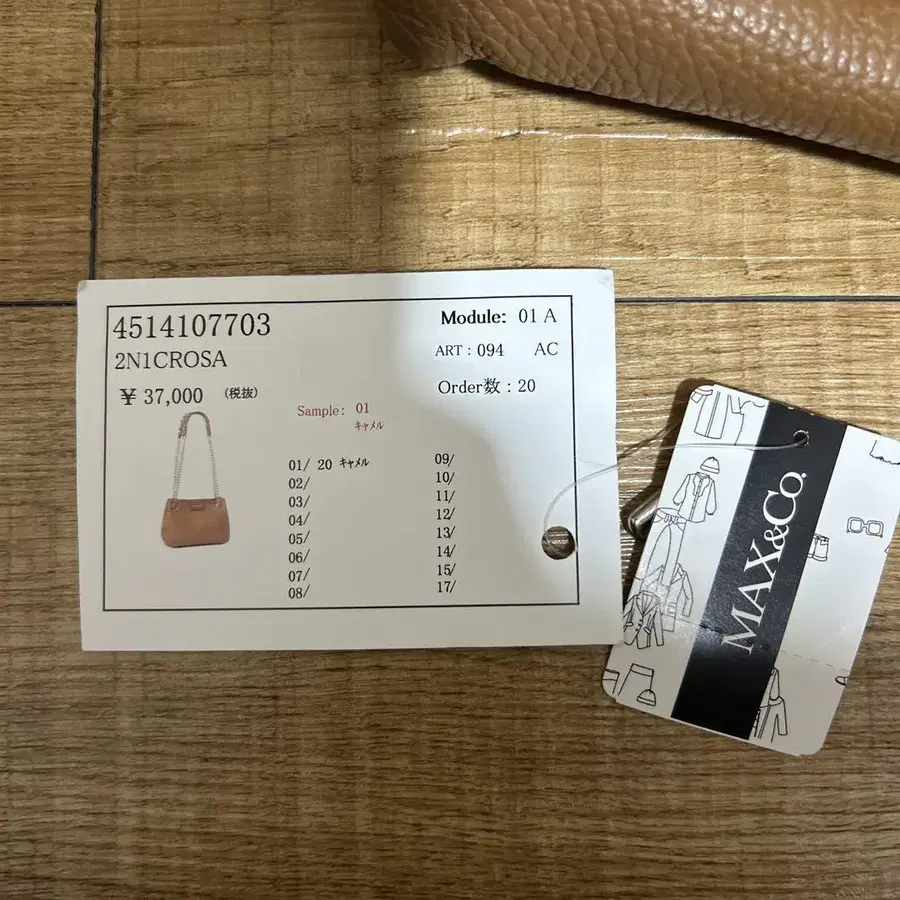 4514107703
2N1CROSA
￥ 37,000 (税抜)
Module: 01 A
ART : 094 AC
Order数 : 20
Sample: 01
キャメル
01/ 20 キャメル
02/
03/
04/
05/
06/
07/
08/
09/
10/
11/
12/
13/
14/
15/
17/
MAX&Co.